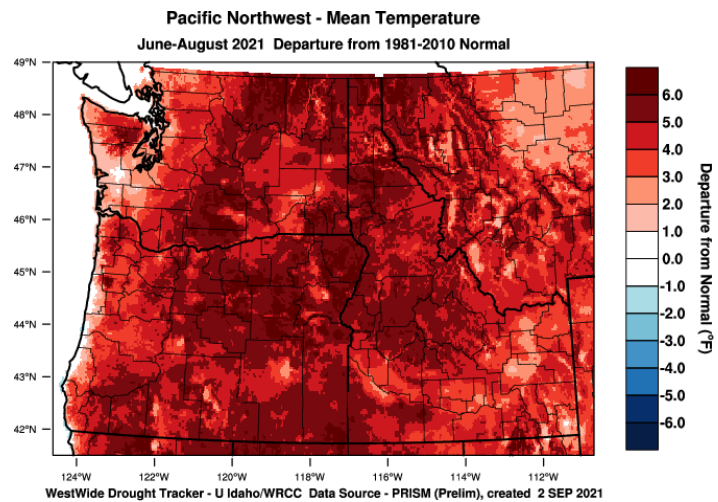 Pacific Northwest - Mean Temperature
June-August 2021 Departure from 1981-2010 Normal
49°N
48°N
47°N
46°N
45°N
44°N
43°N
42°N
124°W
122°W
120°W
118°W
116°W
114°W
112°W
6.0
5.0
4.0
3.0
2.0
1.0
0.0
-1.0
-2.0
-3.0
-4.0
-5.0
-6.0
Departure from Normal (°F)
WestWide Drought Tracker - U Idaho/WRCC Data Source - PRISM (Prelim), created 2 SEP 2021